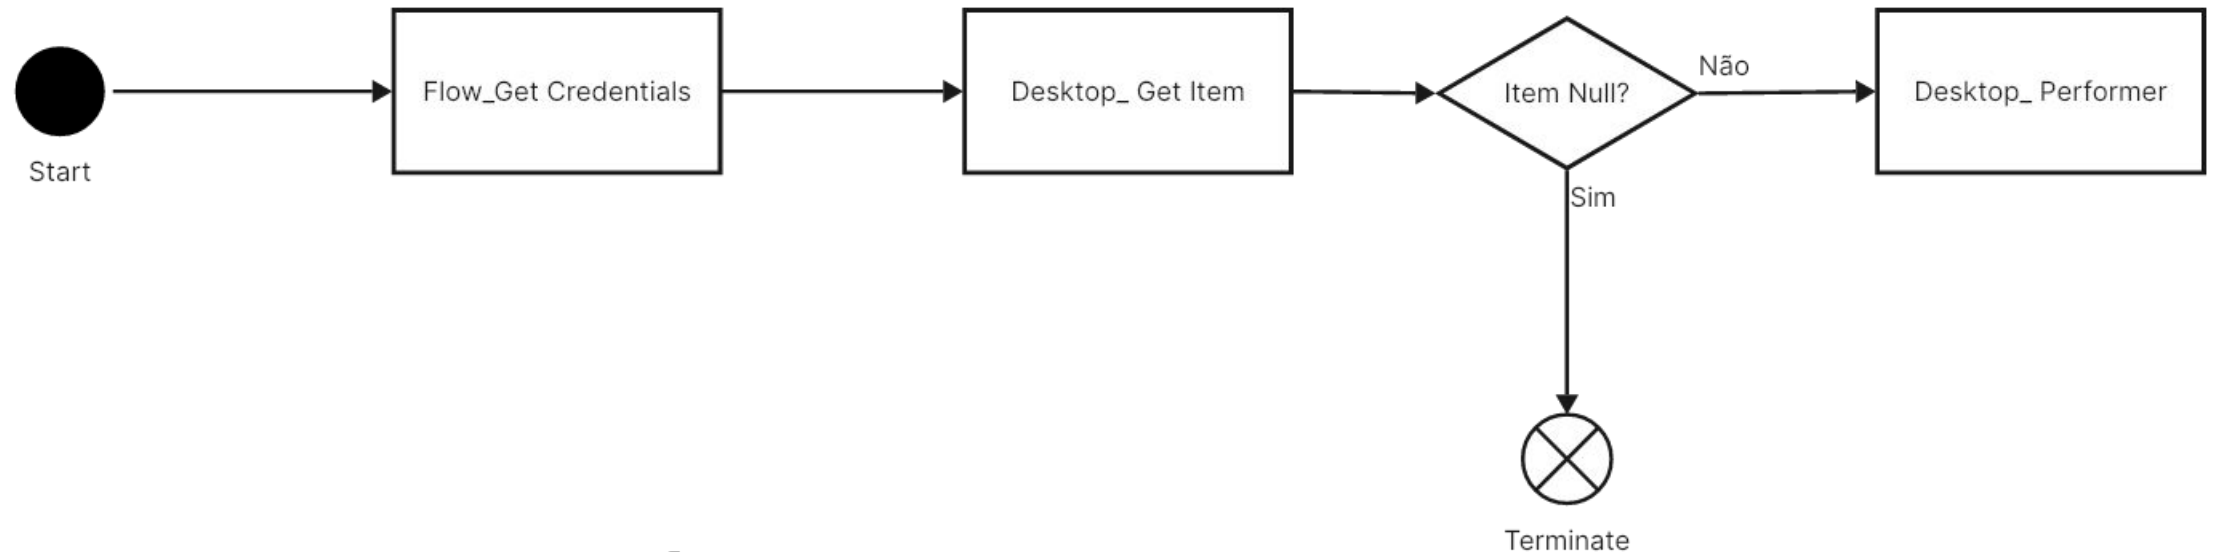 Start
Flow_Get Credentials
Desktop_ Get Item
Item Null?
Não
Desktop_ Performer
Sim
Terminate